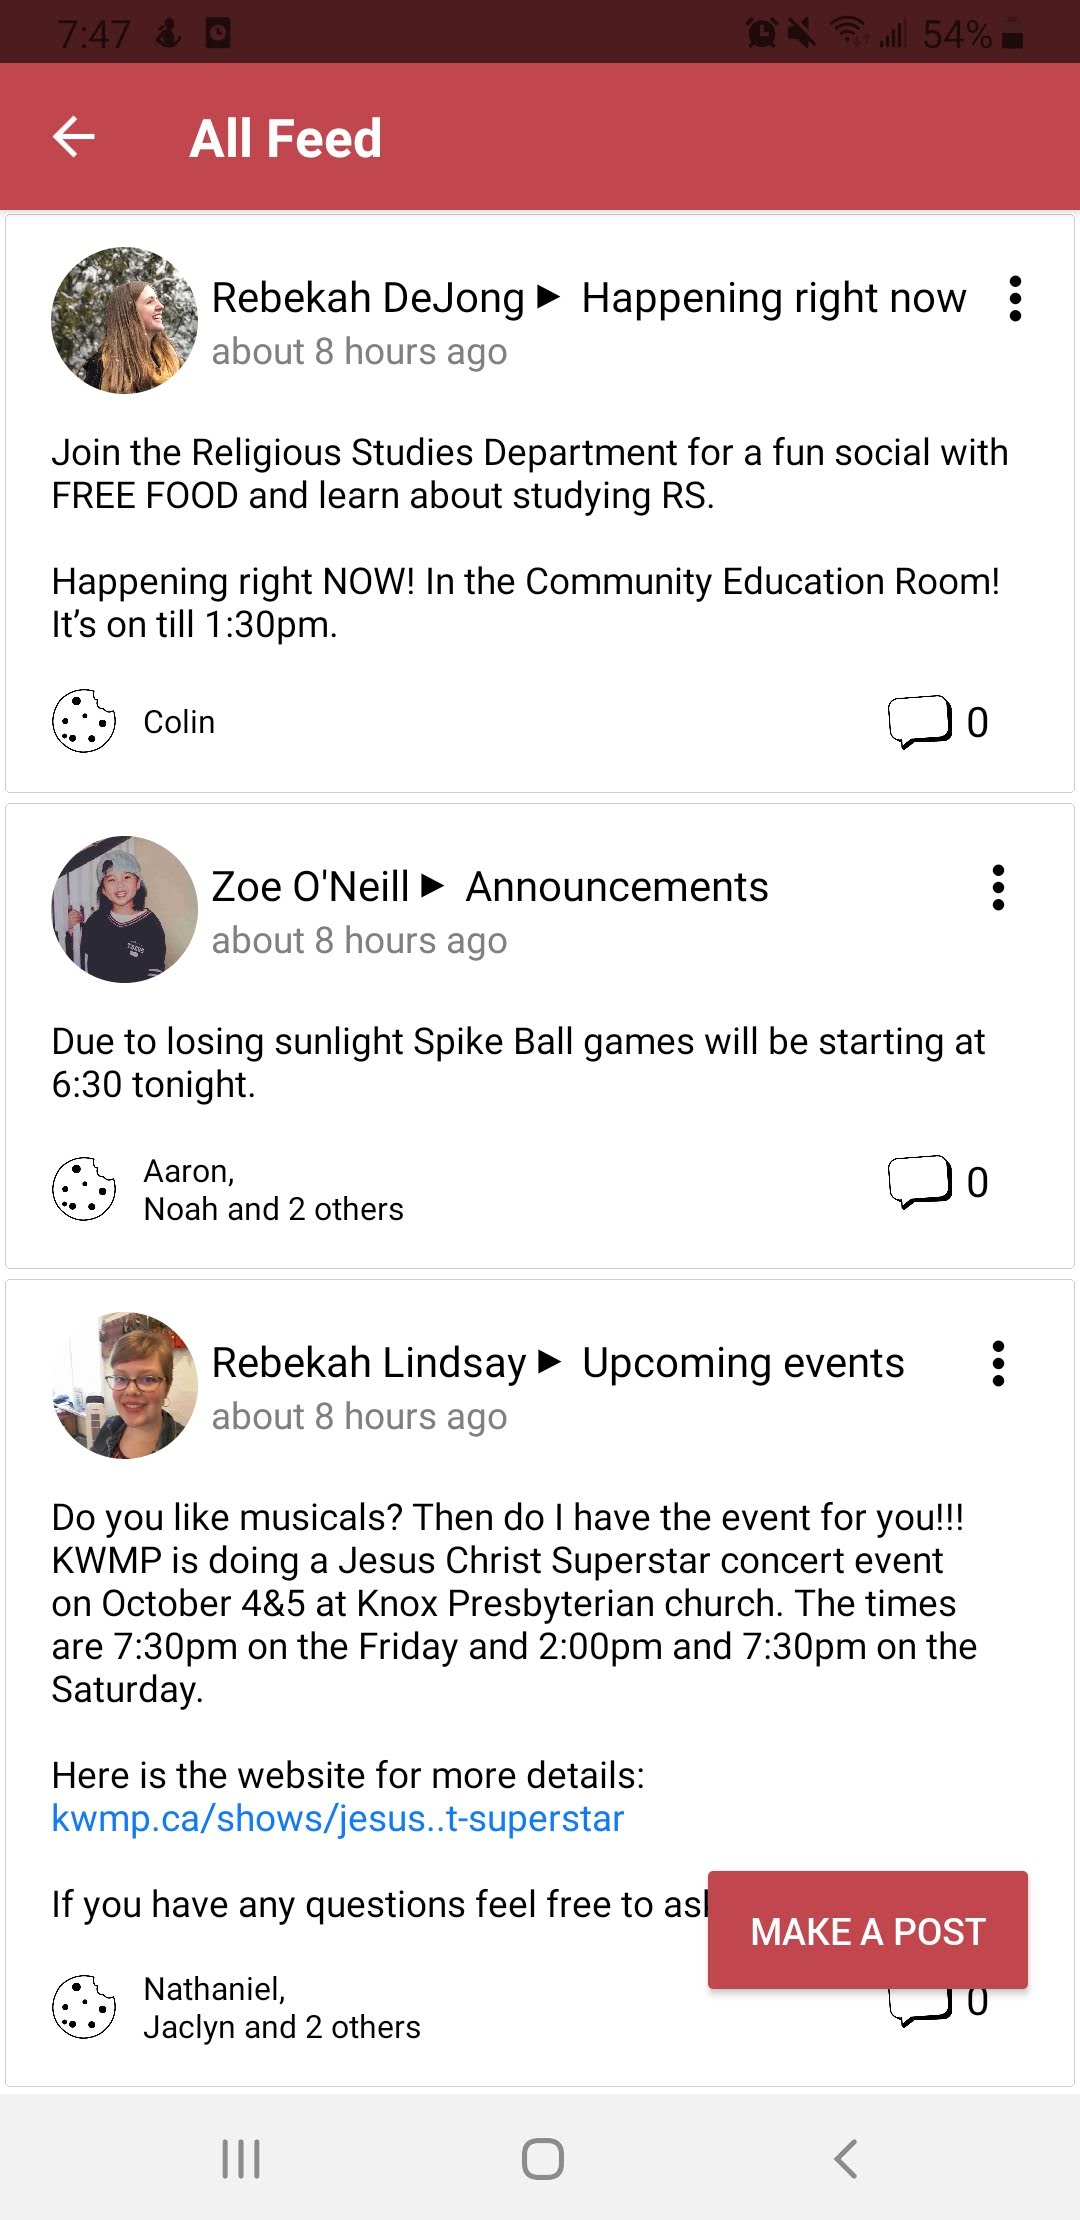 7:47 54%
All Feed
Rebekah DeJong ▶ Happening right now
about 8 hours ago
Join the Religious Studies Department for a fun social with
FREE FOOD and learn about studying RS.
Happening right NOW! In the Community Education Room!
It’s on till 1:30pm.
Colin 0
Zoe O'Neill ▶ Announcements
about 8 hours ago
Due to losing sunlight Spike Ball games will be starting at
6:30 tonight.
Aaron,
Noah and 2 others 0
Rebekah Lindsay ▶ Upcoming events
about 8 hours ago
Do you like musicals? Then do I have the event for you!!!
KWMP is doing a Jesus Christ Superstar concert event
on October 4&5 at Knox Presbyterian church. The times
are 7:30pm on the Friday and 2:00pm and 7:30pm on the
Saturday.
Here is the website for more details:
kwmp.ca/shows/jesus..t-superstar
If you have any questions feel free to
MAKE A POST
Nathaniel,
Jaclyn and 2 others 0